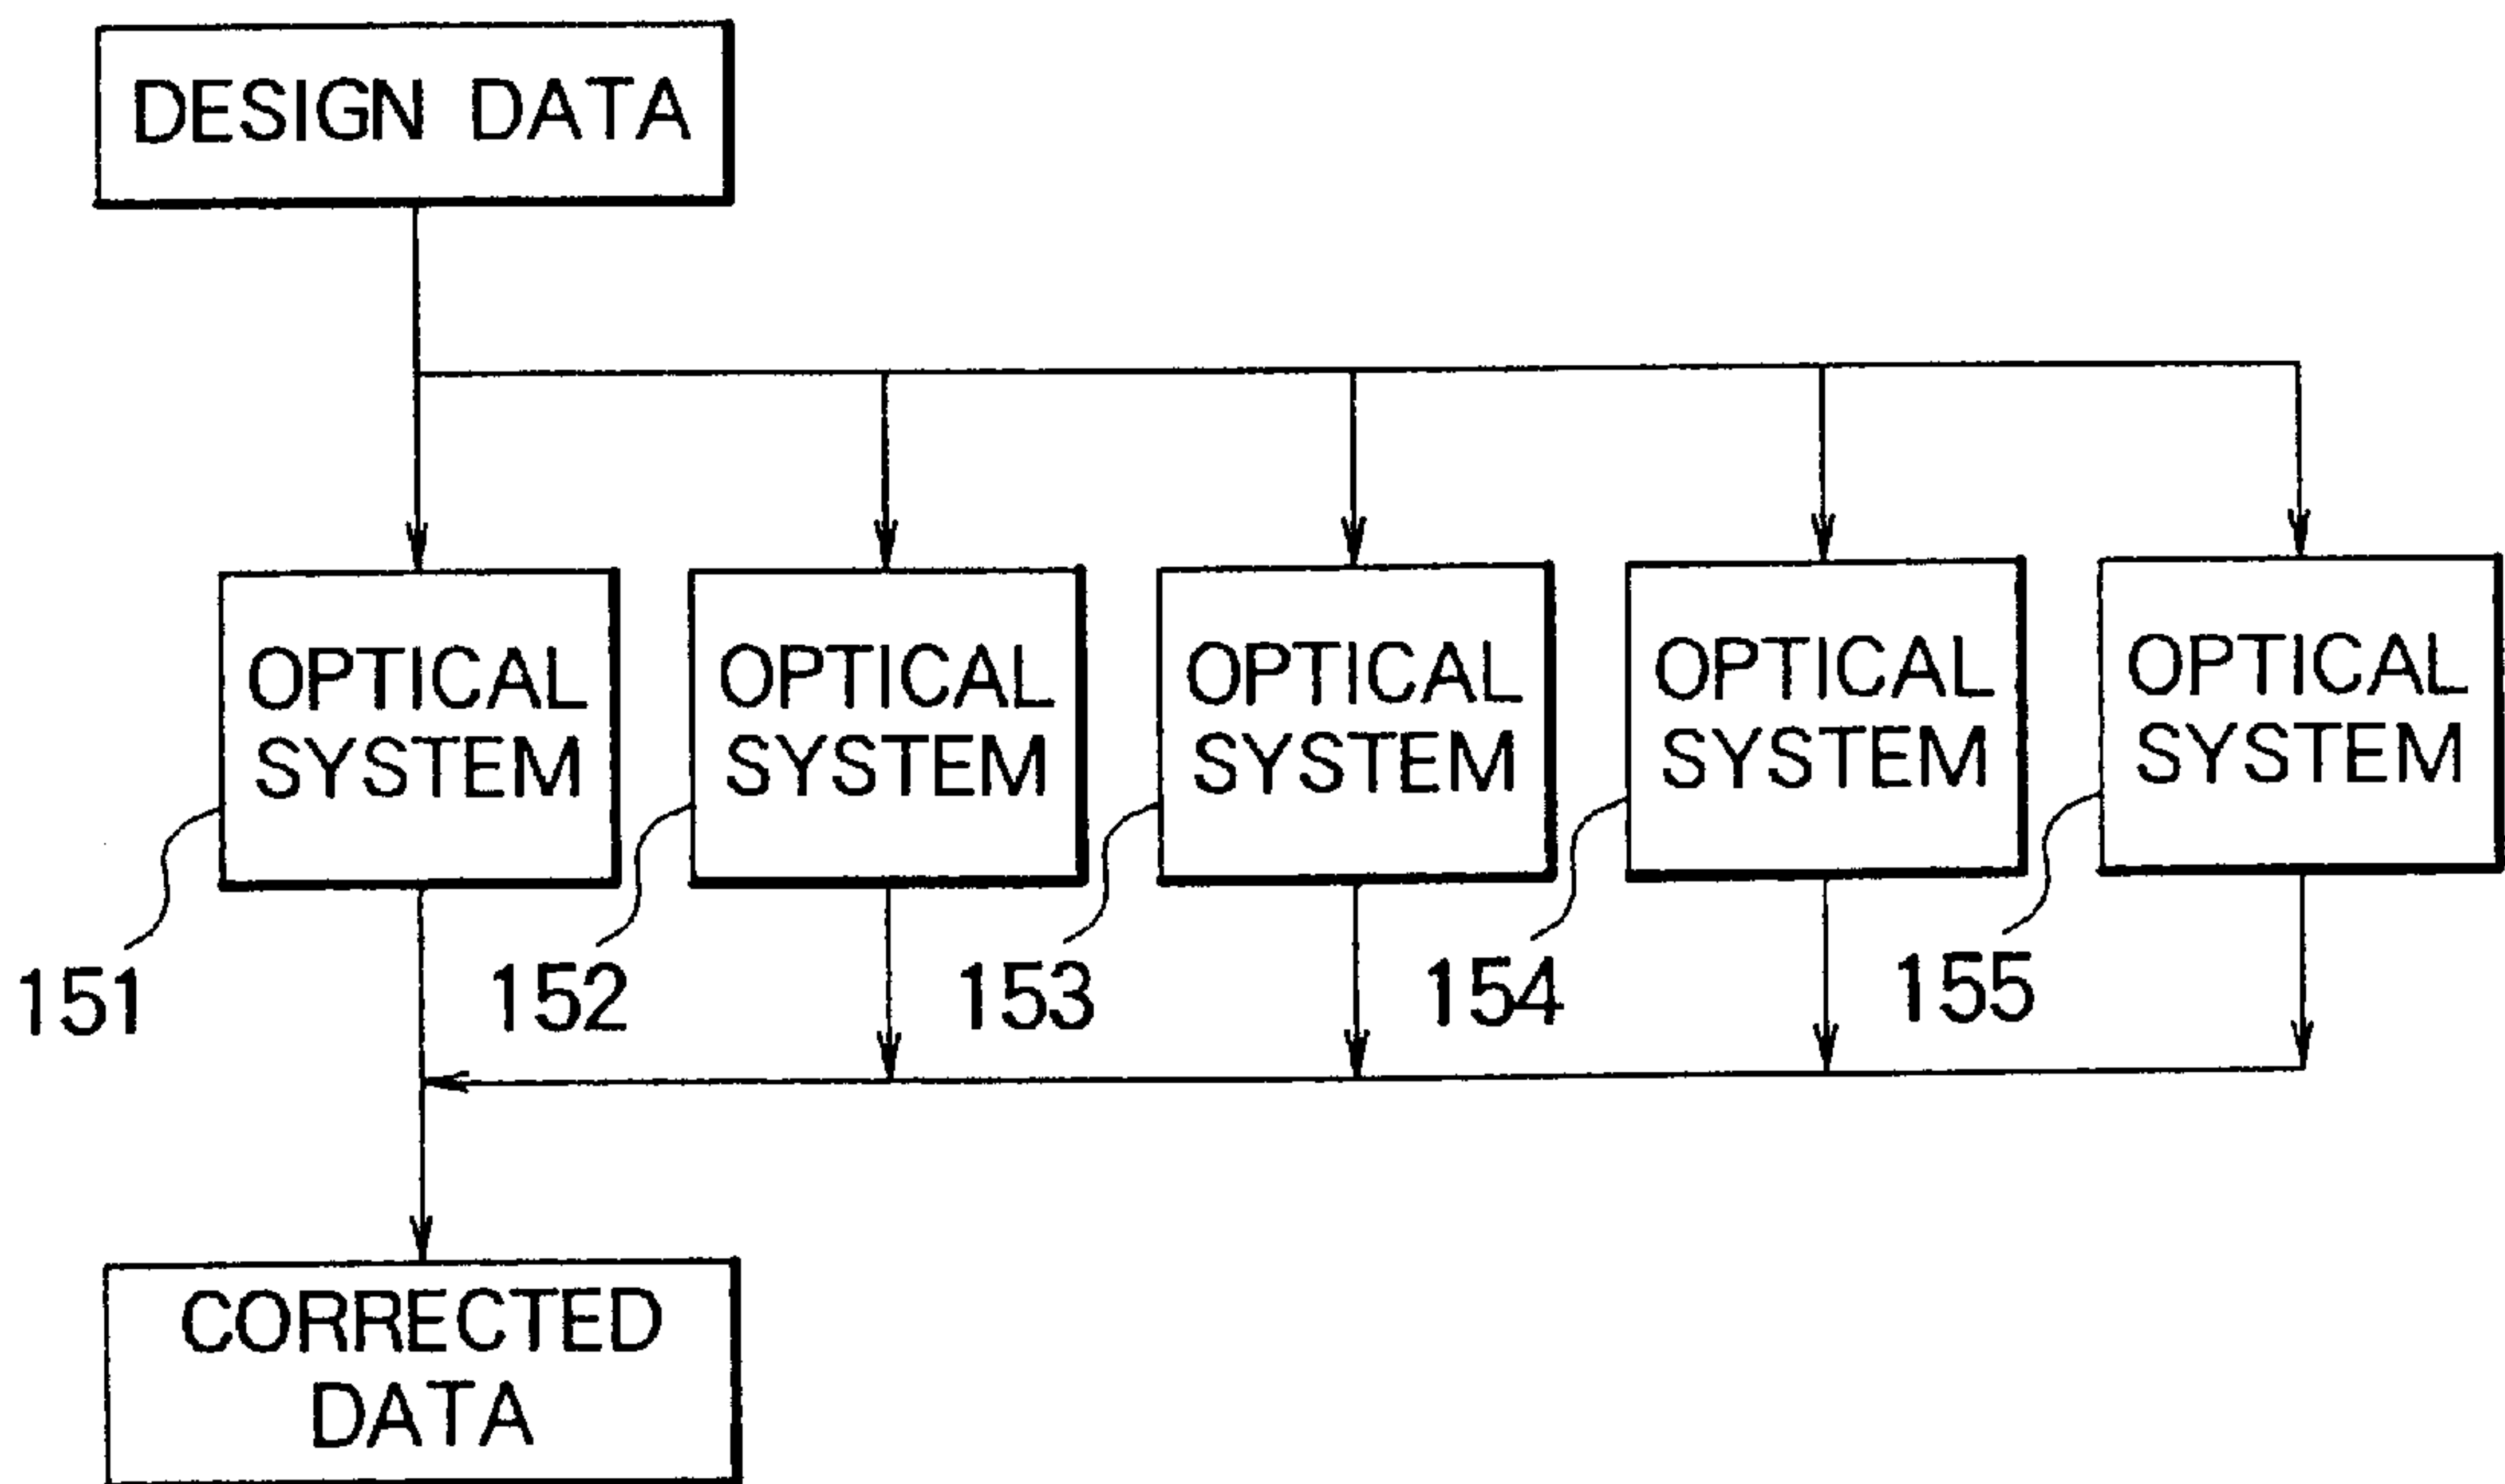 DESIGN DATA
OPTICAL
SYSTEM
OPTICAL
SYSTEM
OPTICAL
SYSTEM
OPTICAL
SYSTEM
OPTICAL
SYSTEM
151
152
153
154
155
CORRECTED
DATA